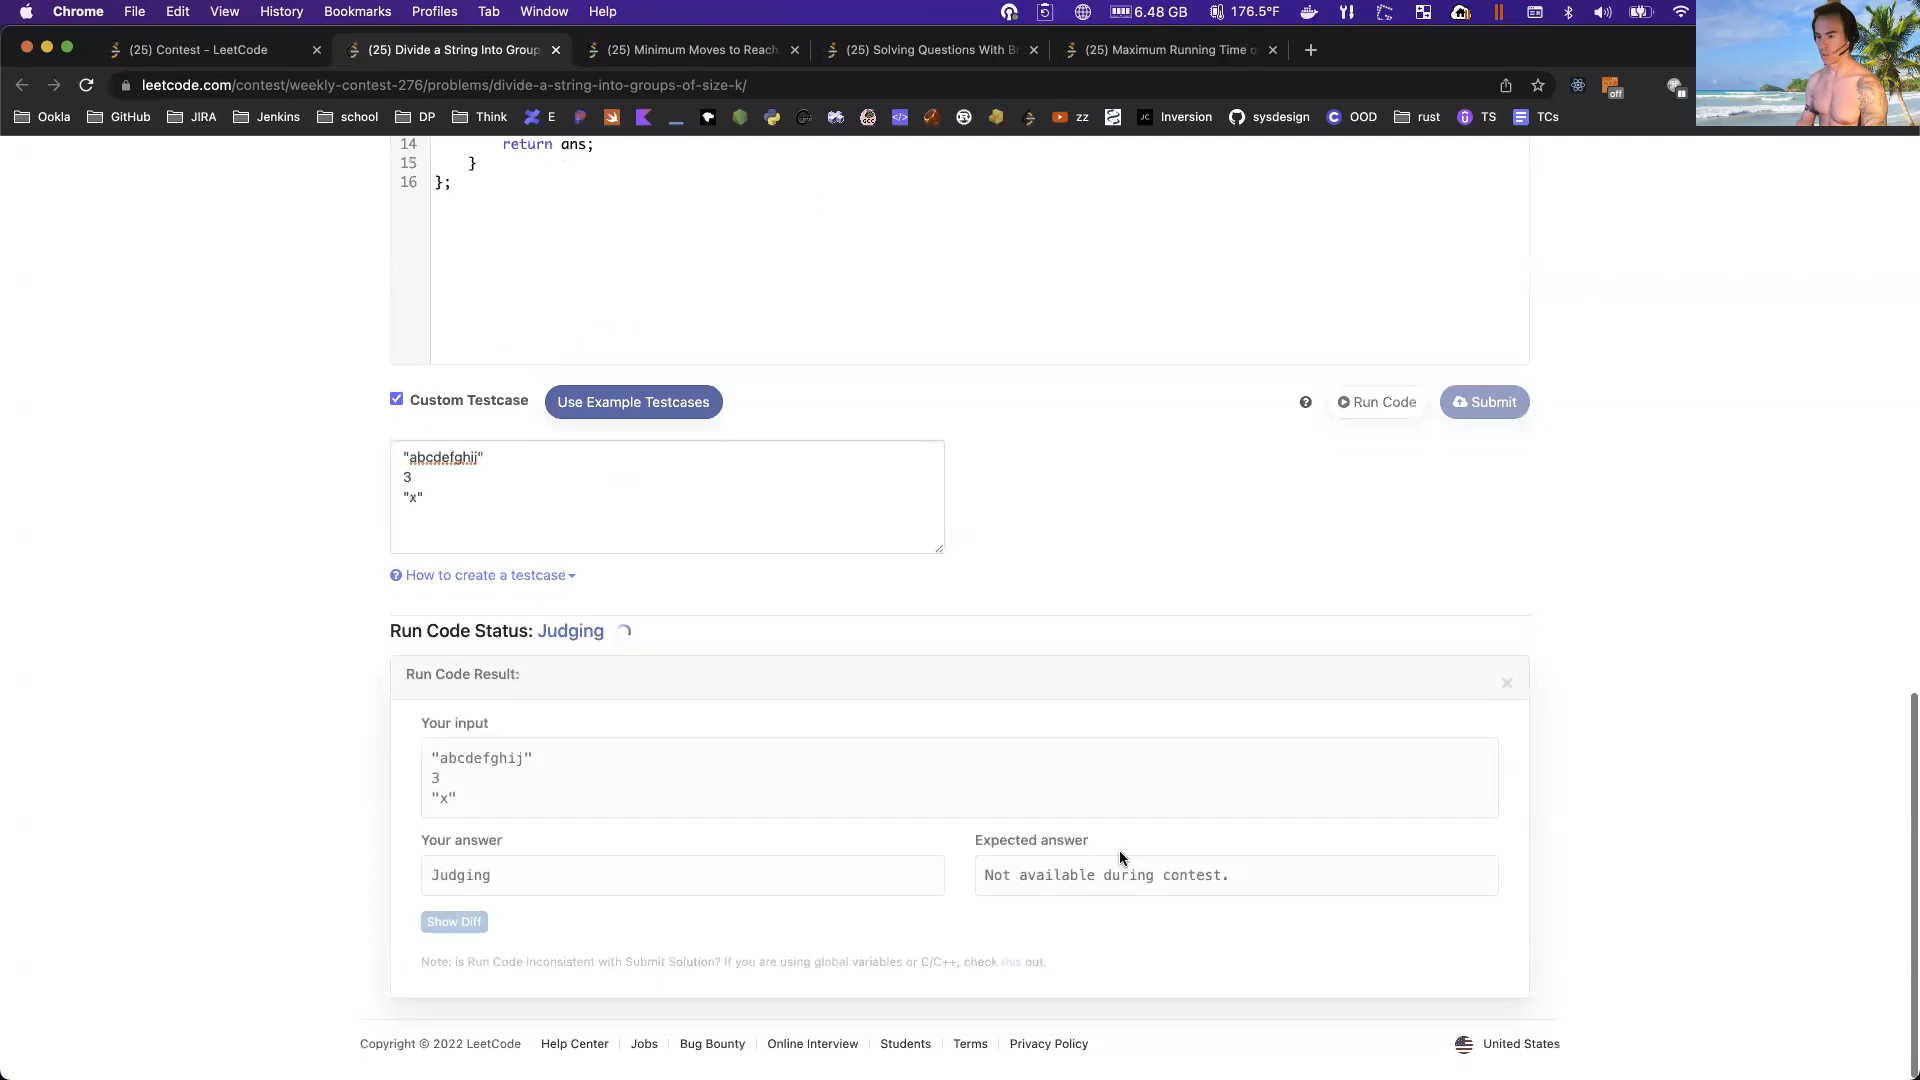 Chrome File Edit View History Bookmarks Profiles Tab Window Help 6.48 GB 176.5°F
(25) Contest - LeetCode (25) Divide a String Into Group (25) Minimum Moves to Reach (25) Solving Questions With Br (25) Maximum Running Time o
leetcode.com/contest/weekly-contest-276/problems/divide-a-string-into-groups-of-size-k/ off
Ookla GitHub JIRA Jenkins school DP Think E zz JC Inversion sysdesign OOD rust TS TCs
14 return ans;
15 }
16 };
Custom Testcase Use Example Testcases Run Code Submit
"abcdefghij"
3
"x"
How to create a testcase
Run Code Status: Judging
Run Code Result:
Your input
"abcdefghij"
3
"x"
Your answer Expected answer
Judging Not available during contest.
Show Diff
Note: is Run Code inconsistent with Submit Solution? If you are using global variables or C/C++, check this out.
Copyright © 2022 LeetCode Help Center Jobs Bug Bounty Online Interview Students Terms Privacy Policy United States